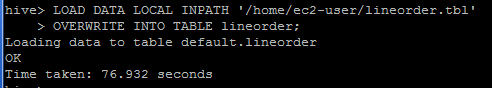 hive> LOAD DATA LOCAL INPATH '/home/ec2-user/lineorder.tbl'
    > OVERWRITE INTO TABLE lineorder;
Loading data to table default.lineorder
OK
Time taken: 76.932 seconds